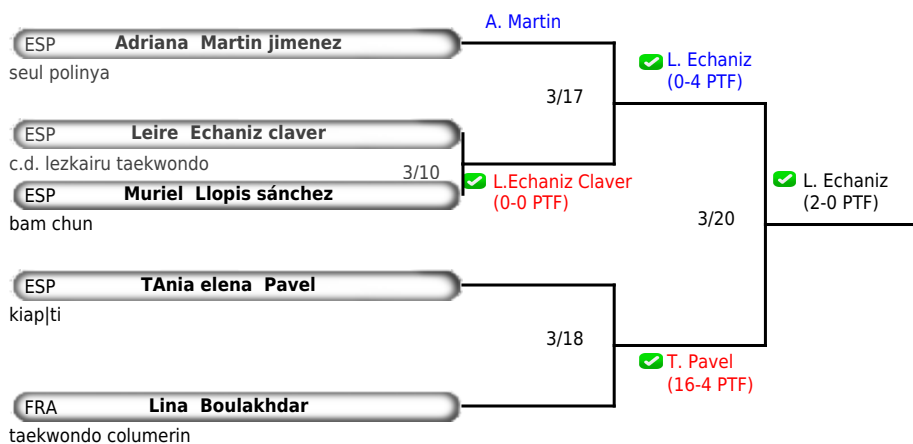 A. Martin
ESP Adriana Martin jimenez
seul polinya
L. Echaniz
(0-4 PTF)
3/17
ESP Leire Echaniz claver
c.d. lezkairu taekwondo
3/10
L.Echaniz Claver
(0-0 PTF)
L. Echaniz
(2-0 PTF)
ESP Muriel Llopis sánchez
bam chun
3/20
ESP TAnia elena Pavel
kiap|ti
3/18
T. Pavel
(16-4 PTF)
FRA Lina Boulakhdar
taekwondo columerin